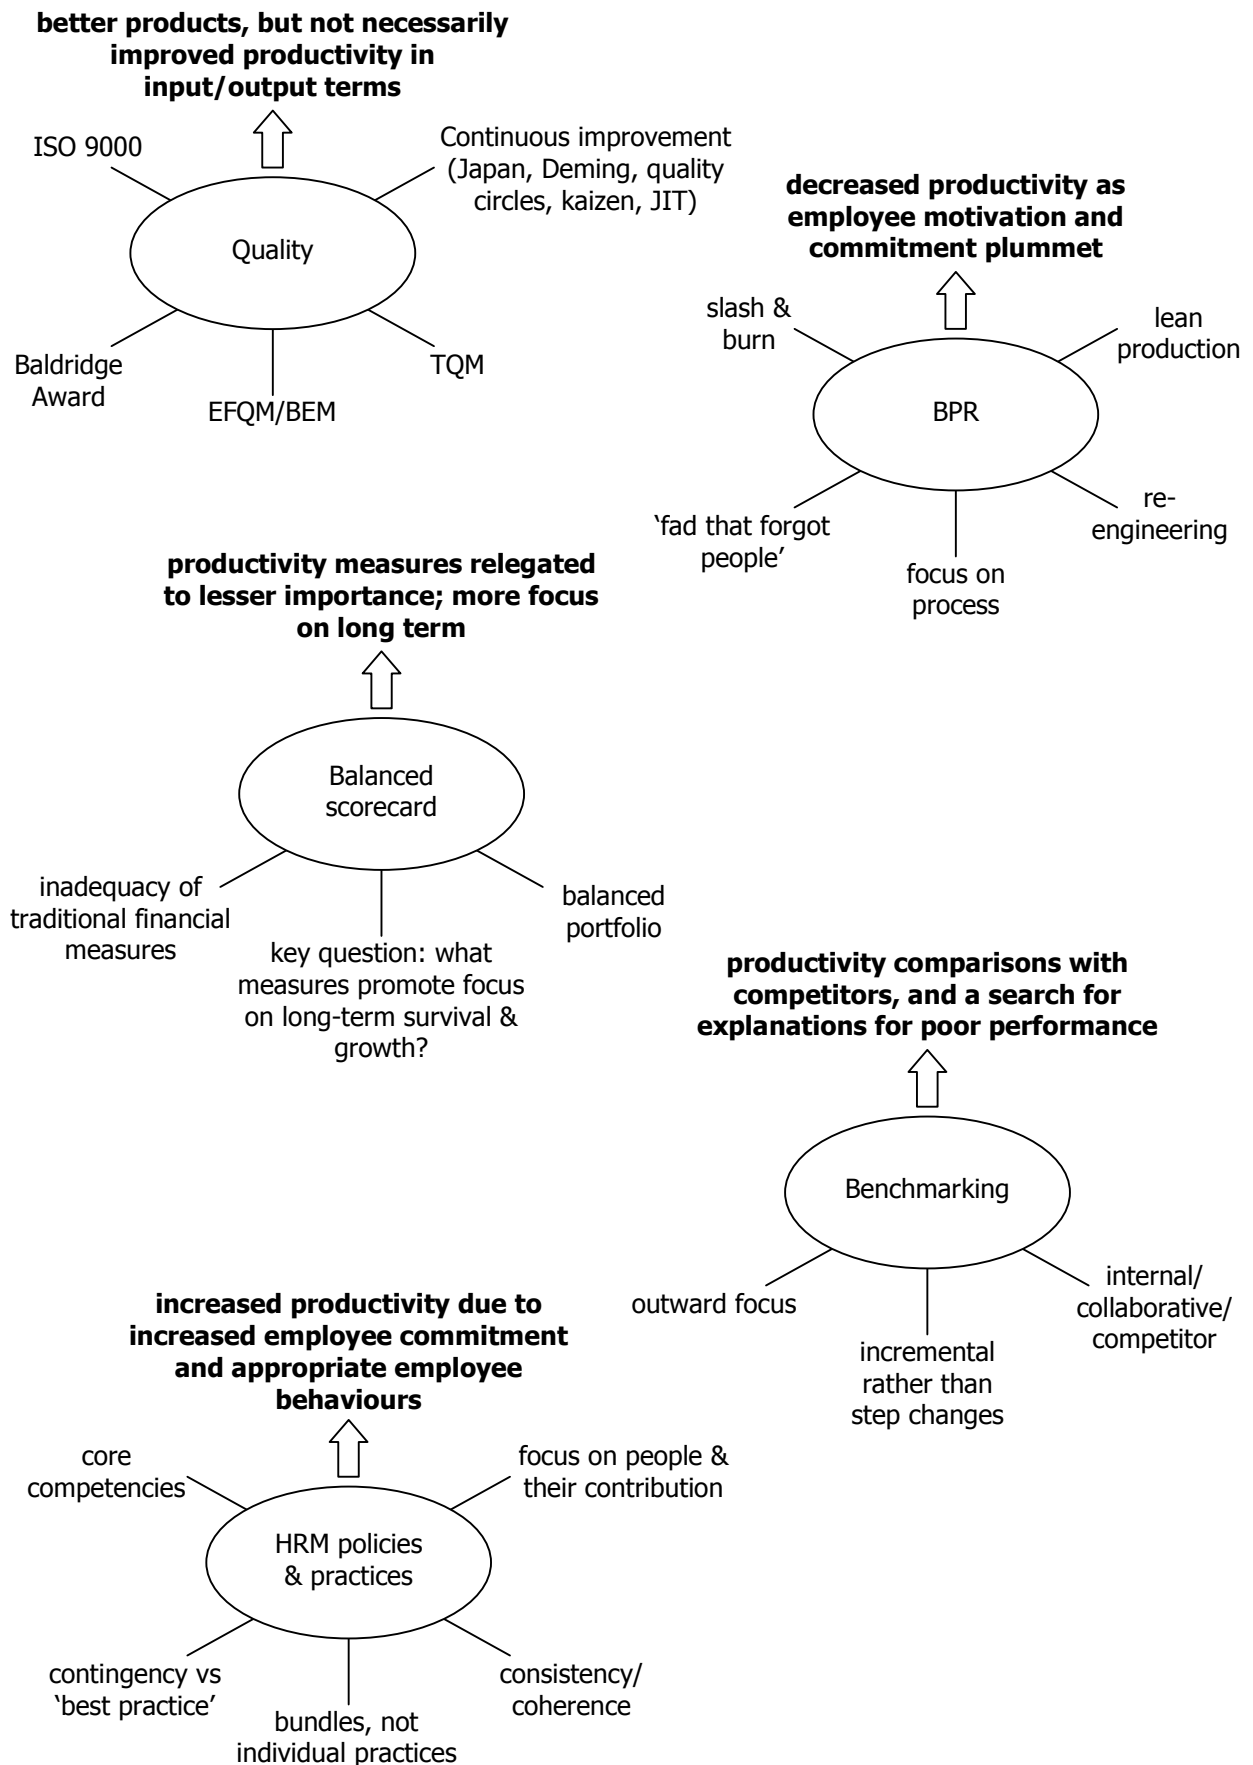 better products, but not necessarily
improved productivity in
input/output terms
ISO 9000
Continuous improvement
(Japan, Deming, quality
circles, kaizen, JIT)
Quality
Baldridge
Award
EFQM/BEM
TQM
decreased productivity as
employee motivation and
commitment plummet
slash &
burn
lean
production
BPR
‘fad that forgot
people’
focus on
process
re-
engineering
productivity measures relegated
to lesser importance; more focus
on long term
Balanced
scorecard
inadequacy of
traditional financial
measures
key question: what
measures promote focus
on long-term survival &
growth?
balanced
portfolio
productivity comparisons with
competitors, and a search for
explanations for poor performance
Benchmarking
outward focus
incremental
rather than
step changes
internal/
collaborative/
competitor
increased productivity due to
increased employee commitment
and appropriate employee
behaviours
core
competencies
focus on people &
their contribution
HRM policies
& practices
contingency vs
‘best practice’
bundles, not
individual practices
consistency/
coherence